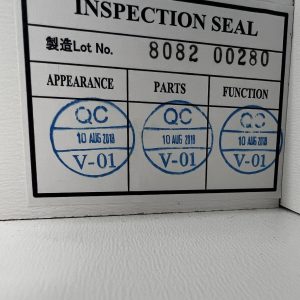 INSPECTION SEAL
製造Lot No. 8082 00280
APPEARANCE PARTS FUNCTION
QC QC QC
10 AUG 2018 10 AUG 2018 10 AUG 2018
V-01 V-01 V-01